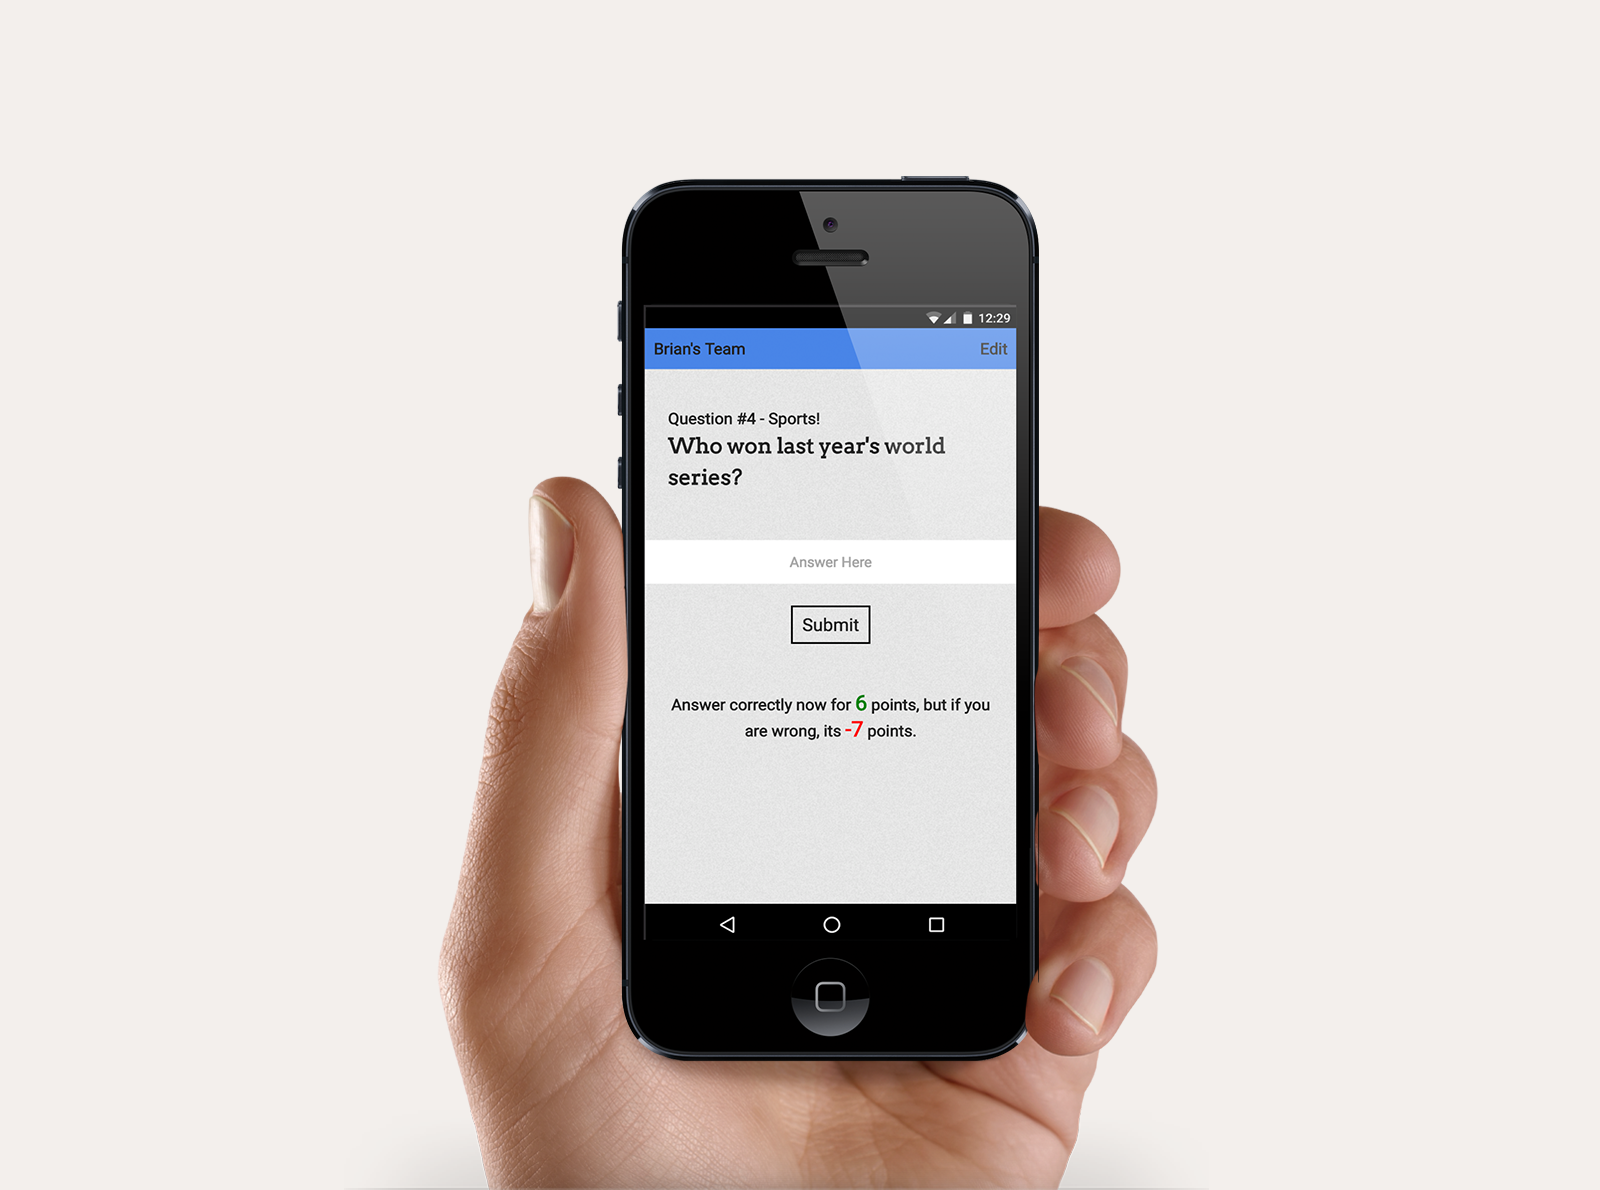 12:29
Brian's Team Edit
Question #4 - Sports!
Who won last year's world
series?
Answer Here
Submit
Answer correctly now for 6 points, but if you
are wrong, its -7 points.